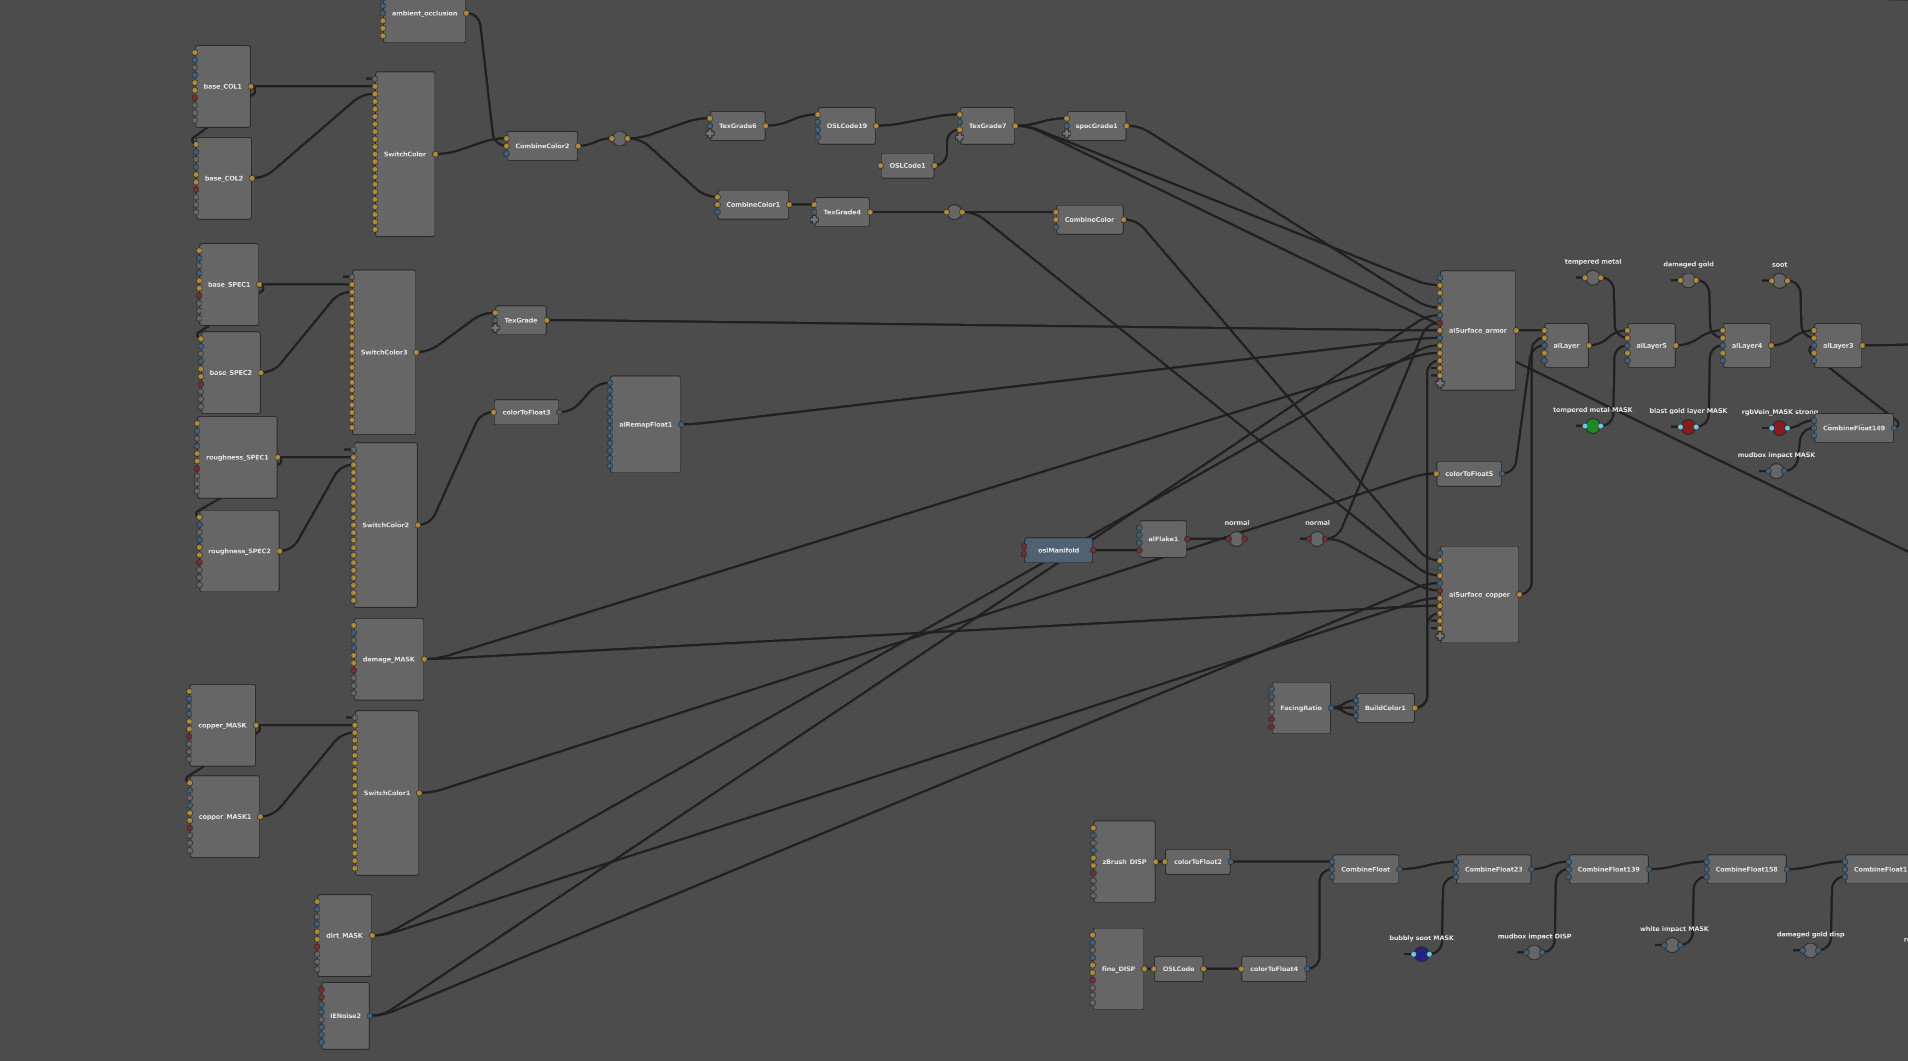 ambient_occlusion
base_COL1
base_COL2
SwitchColor
CombineColor2
TexGrade6
OSLCode19
TexGrade7
specGrade1
OSLCode1
CombineColor1
TexGrade4
CombineColor
base_SPEC1
base_SPEC2
SwitchColor3
TexGrade
tempered metal
damaged gold
soot
alSurface_armor
alLayer
alLayer5
alLayer4
alLayer3
roughness_SPEC1
roughness_SPEC2
SwitchColor2
colorToFloat3
alRemapFloat1
tempered metal MASK
blast gold layer MASK
rgbVein_MASK strong
CombineFloat149
mudbox impact MASK
colorToFloat5
oslManifold
alFlake1
normal
normal
alSurface_copper
damage_MASK
FacingRatio
BuildColor1
copper_MASK
copper_MASK1
SwitchColor1
zBrush_DISP
colorToFloat2
CombineFloat
CombineFloat23
CombineFloat139
CombineFloat158
CombineFloat1
dirt_MASK
IENoise2
fine_DISP
OSLCode
colorToFloat4
bubbly soot MASK
mudbox impact DISP
white impact MASK
damaged gold disp